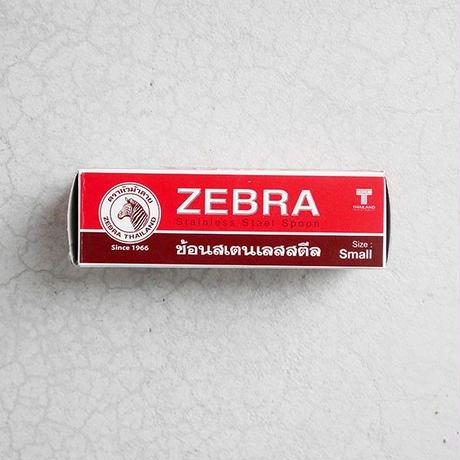 ตราหัวม้าลาย
ZEBRA THAILAND
Since 1966
ZEBRA
Stainless Steel Spoon
ช้อนสเตนเลสสตีล
THAILAND
Size :
Small